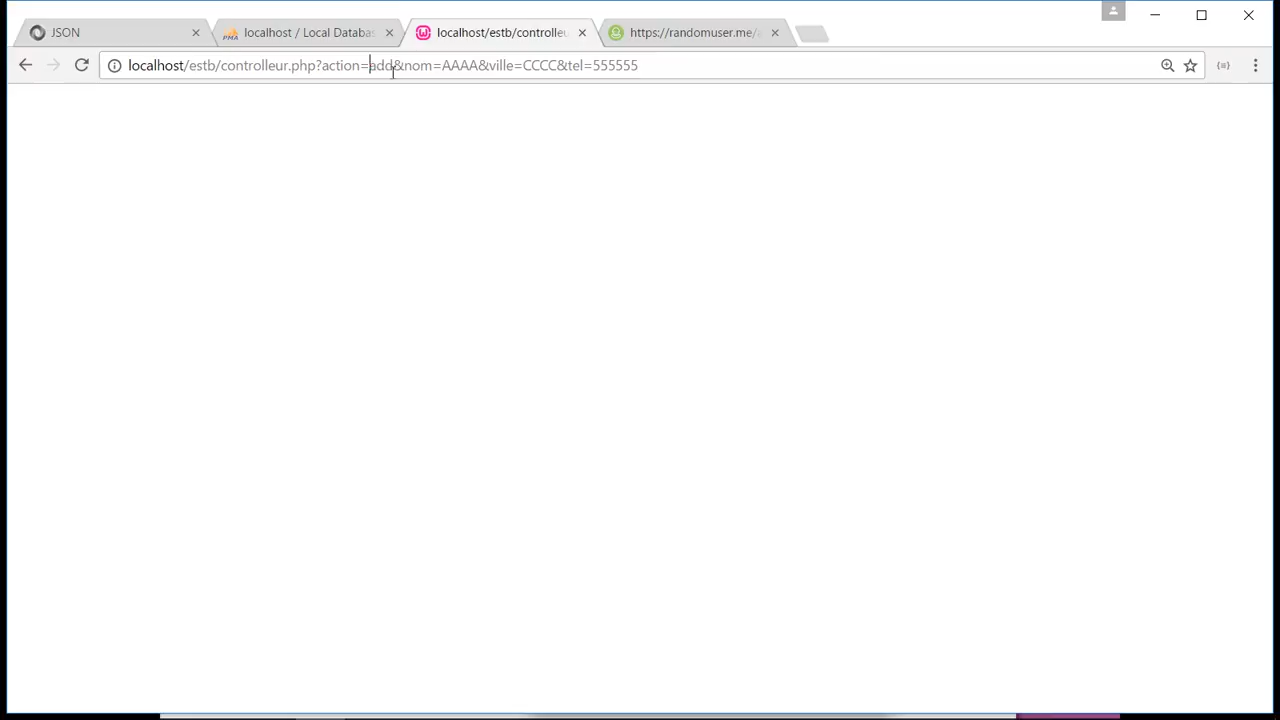 JSON
PMA localhost / Local Databas
localhost/estb/controlleu
https://randomuser.me/
localhost/estb/controlleur.php?action=add&nom=AAAA&ville=CCCC&tel=555555